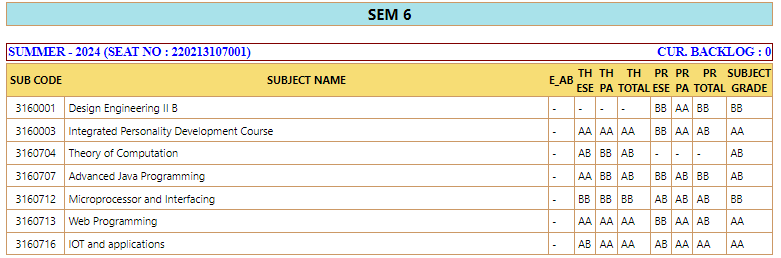 SEM 6
SUMMER - 2024 (SEAT NO : 220213107001) CUR. BACKLOG : 0
SUB CODE SUBJECT NAME E_AB TH ESE TH PA TH TOTAL PR ESE PR PA PR TOTAL SUBJECT GRADE
3160001 Design Engineering II B - - - - BB AA BB BB
3160003 Integrated Personality Development Course - AA AA AA BB AA AB AA
3160704 Theory of Computation - AB BB AB - - - AB
3160707 Advanced Java Programming - AA BB AB BB AB BB AB
3160712 Microprocessor and Interfacing - BB BB BB AB AB AB BB
3160713 Web Programming - AA AA AA BB AA AB AA
3160716 IOT and applications - AB AA AA AB AA AA AA